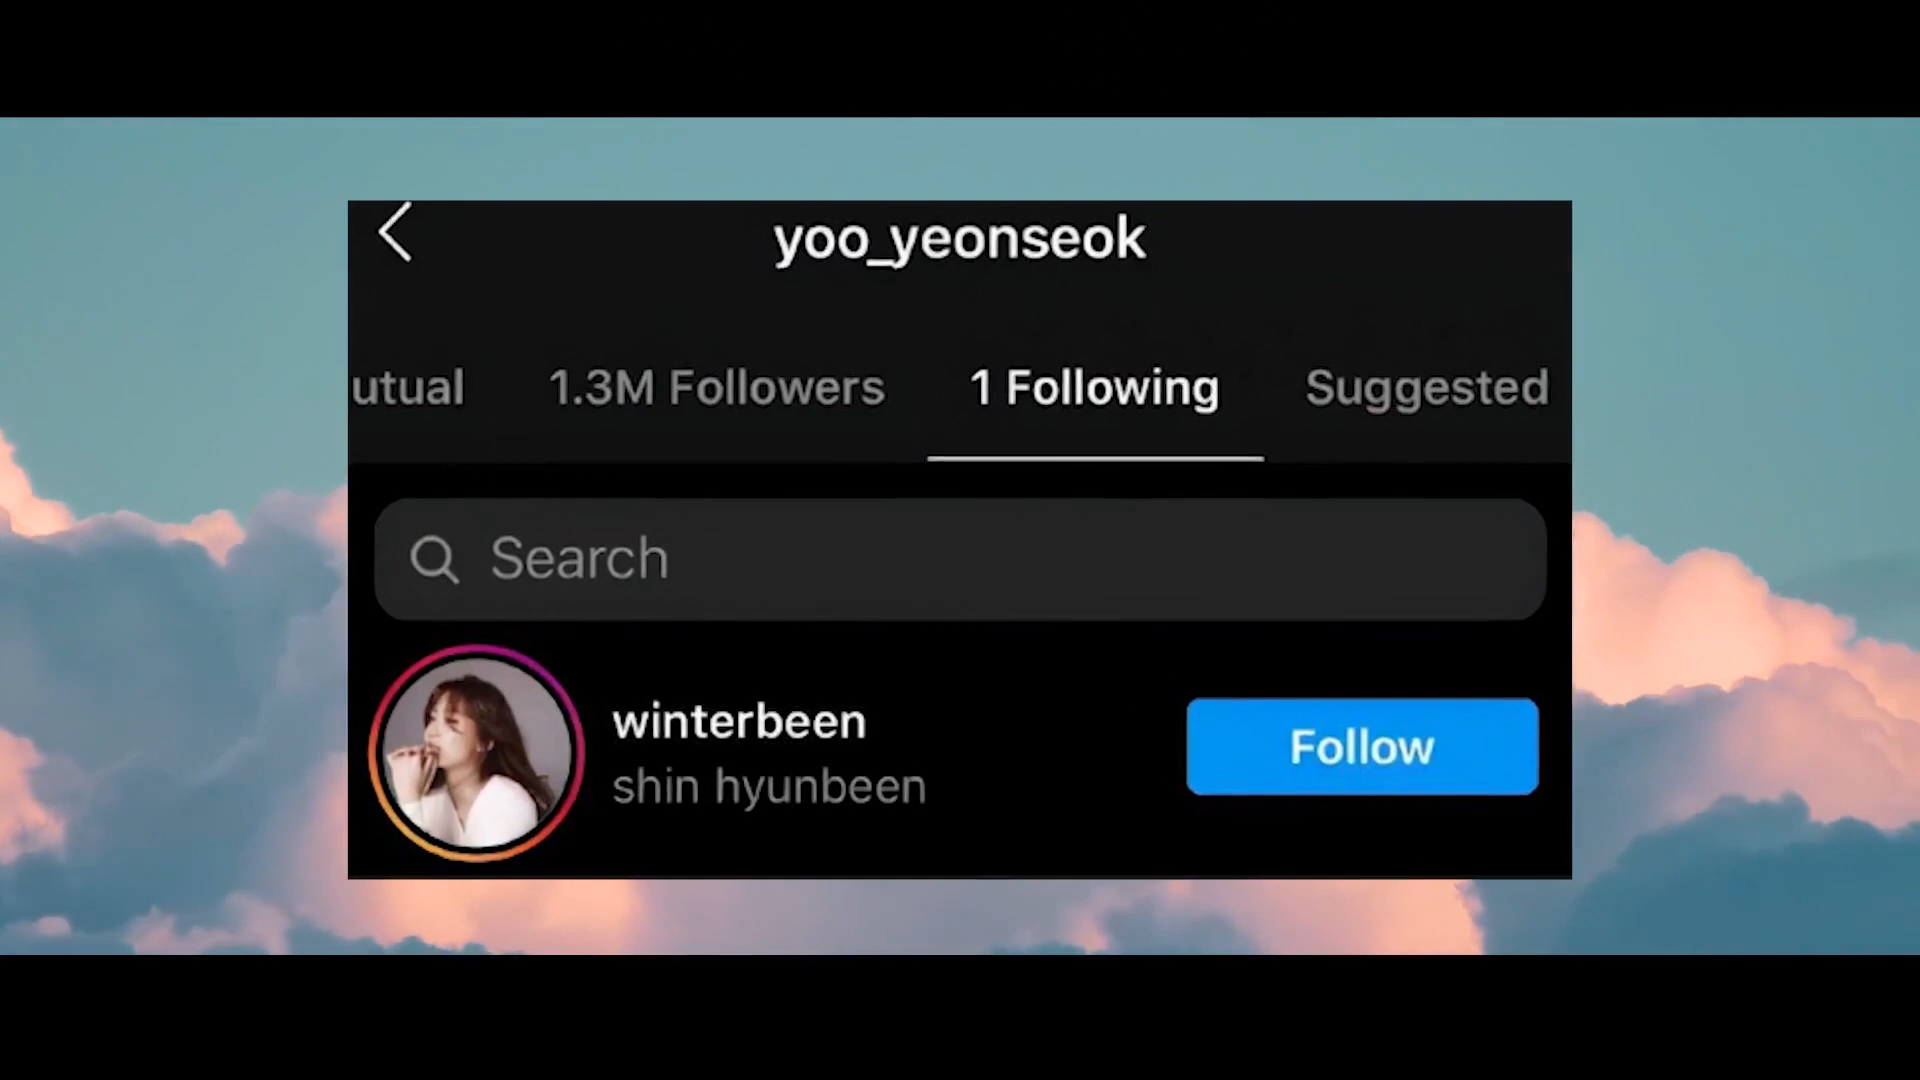 yoo_yeonseok
utual 1.3M Followers 1 Following Suggested
Search
winterbeen
shin hyunbeen
Follow